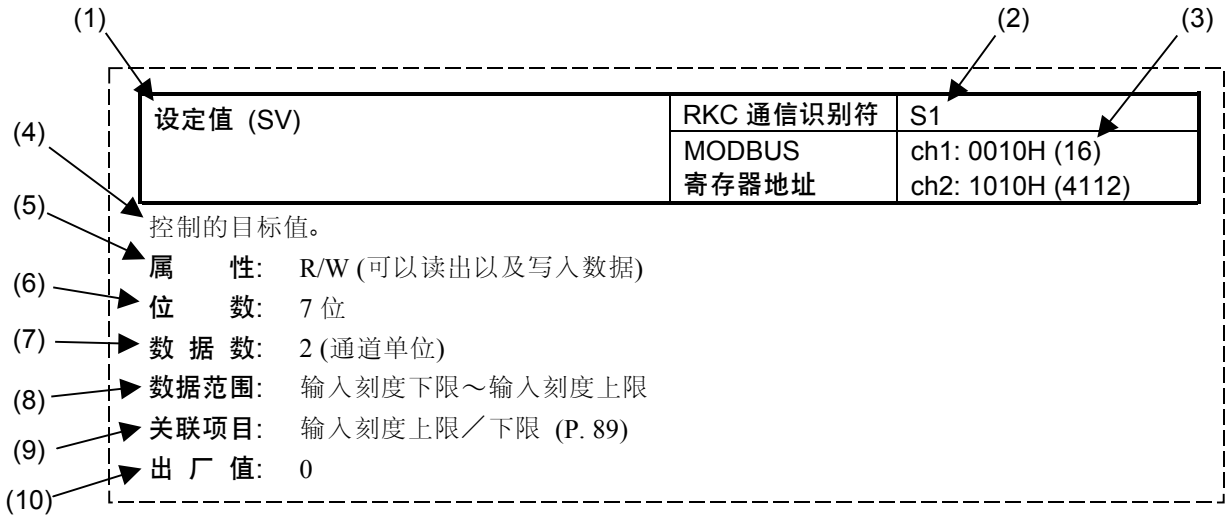 (1) (2) (3)
设定值 (SV) RKC 通信识别符 S1
MODBUS ch1: 0010H (16)
寄存器地址 ch2: 1010H (4112)
(4)
(5) 控制的目标值。
属 性: R/W (可以读出以及写入数据)
(6) 位 数: 7 位
(7) 数 据 数: 2 (通道单位)
(8) 数据范围: 输入刻度下限～输入刻度上限
(9) 关联项目: 输入刻度上限／下限 (P. 89)
(10) 出 厂 值: 0